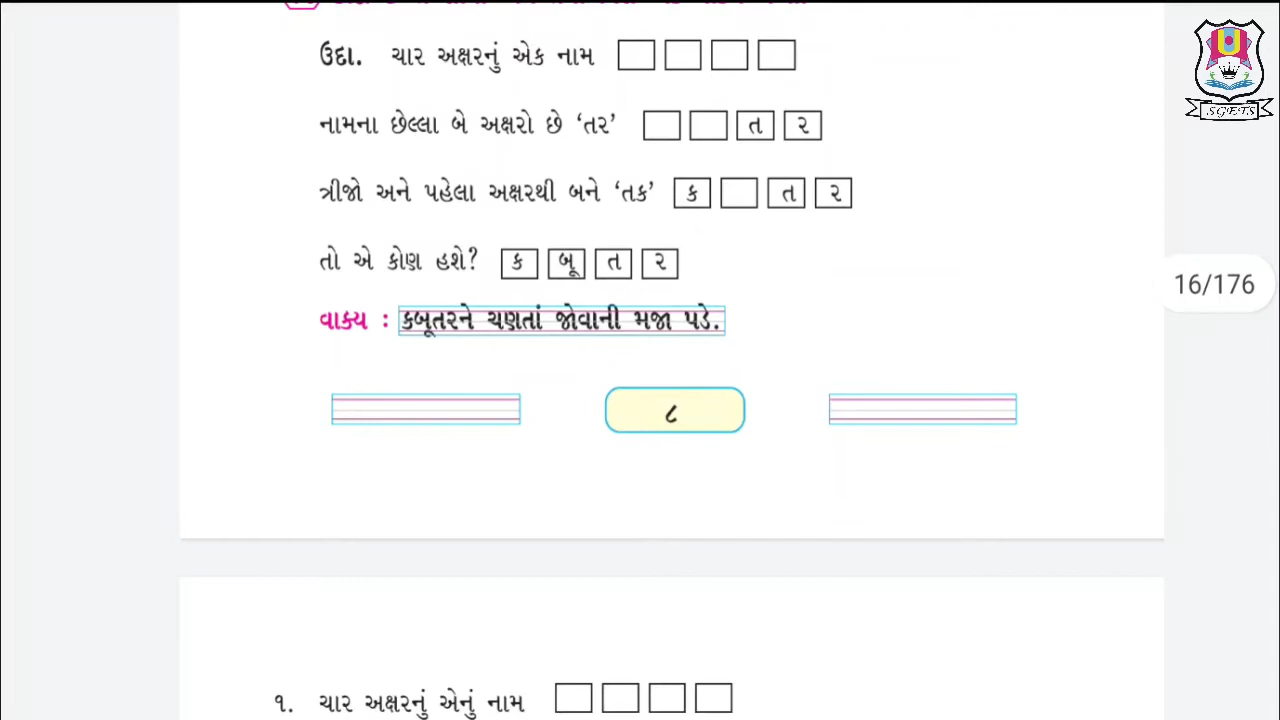 ઉદા. ચાર અક્ષરનું એક નામ
નામના છેલ્લા બે અક્ષરો છે ‘તર’ ત ર
ત્રીજો અને પહેલા અક્ષરથી બને ‘તક’ ક ત ર
તો એ કોણ હશે? ક બૂ ત ર
વાક્ય : કબૂતરને ચણતાં જોવાની મજા પડે.
૮
૧. ચાર અક્ષરનું એનું નામ
16/176
SGETS